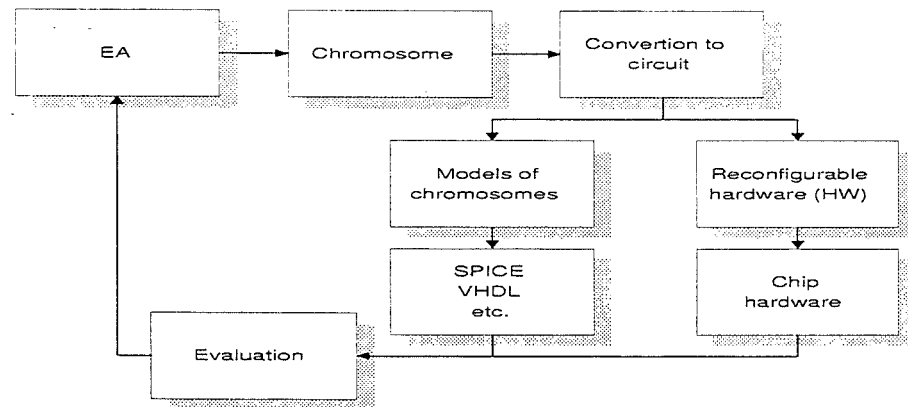 EA
Chromosome
Convertion to
circuit
Models of
chromosomes
Reconfigurable
hardware (HW)
SPICE
VHDL
etc.
Chip
hardware
Evaluation